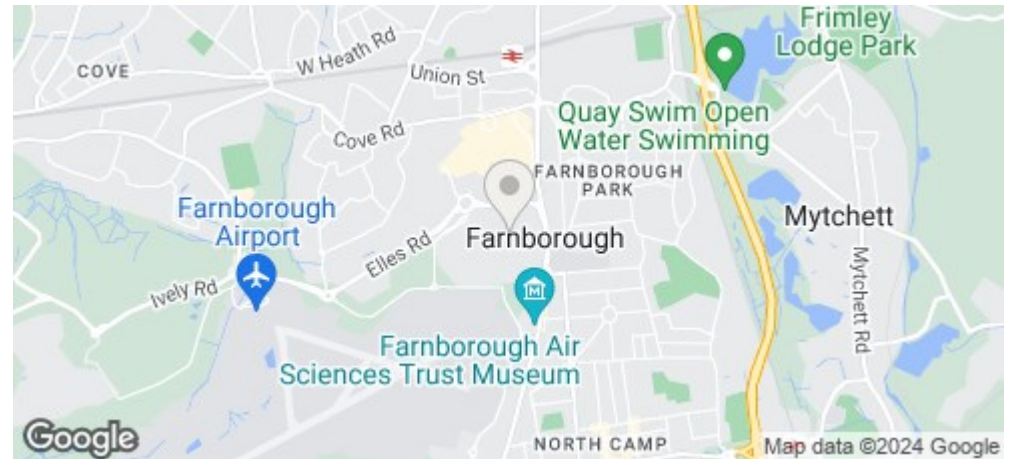 Frimley
Lodge Park
W Heath Rd
COVE
Union St
Quay Swim Open
Water Swimming
Cove Rd
FARNBOROUGH
PARK
Farnborough
Airport
Mytchett
Farnborough
Elles Rd
Ively Rd
Mytchett Rd
M
Farnborough Air
Sciences Trust Museum
NORTH CAMP
Google
Map data ©2024 Google